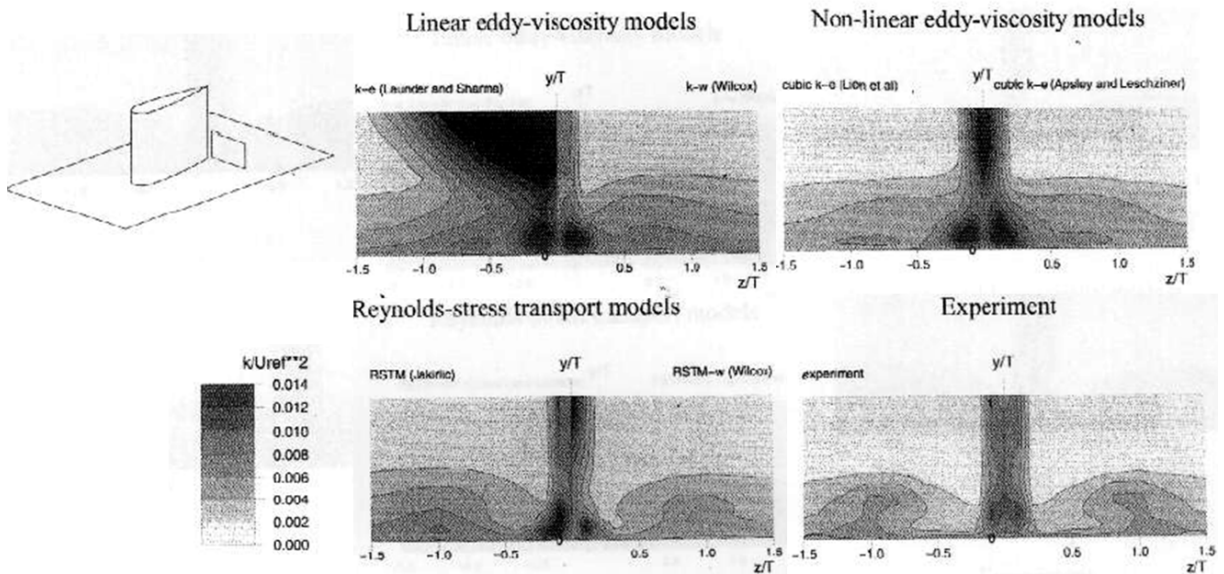 Linear eddy-viscosity models
Non-linear eddy-viscosity models
y/T
k-e (Launder and Sharma)
k-w (Wilcox)
y/T
cubic k-e (Lien et al)
cubic k-e (Apsley and Leschziner)
0
-1.5 -1.0 -0.5 0.5 1.0 1.5
z/T
0
-1.5 -1.0 -0.5 0.5 1.0 1.5
z/T
Reynolds-stress transport models
Experiment
k/Uref**2
0.014
0.012
0.010
0.008
0.006
0.004
0.002
0.000
y/T
RSTM (Jakirlic)
RSTM-w (Wilcox)
y/T
experiment
0
-1.5 -1.0 -0.5 0.5 1.0 1.5
z/T
0
-1.5 -1.0 -0.5 0.5 1.0 1.5
z/T